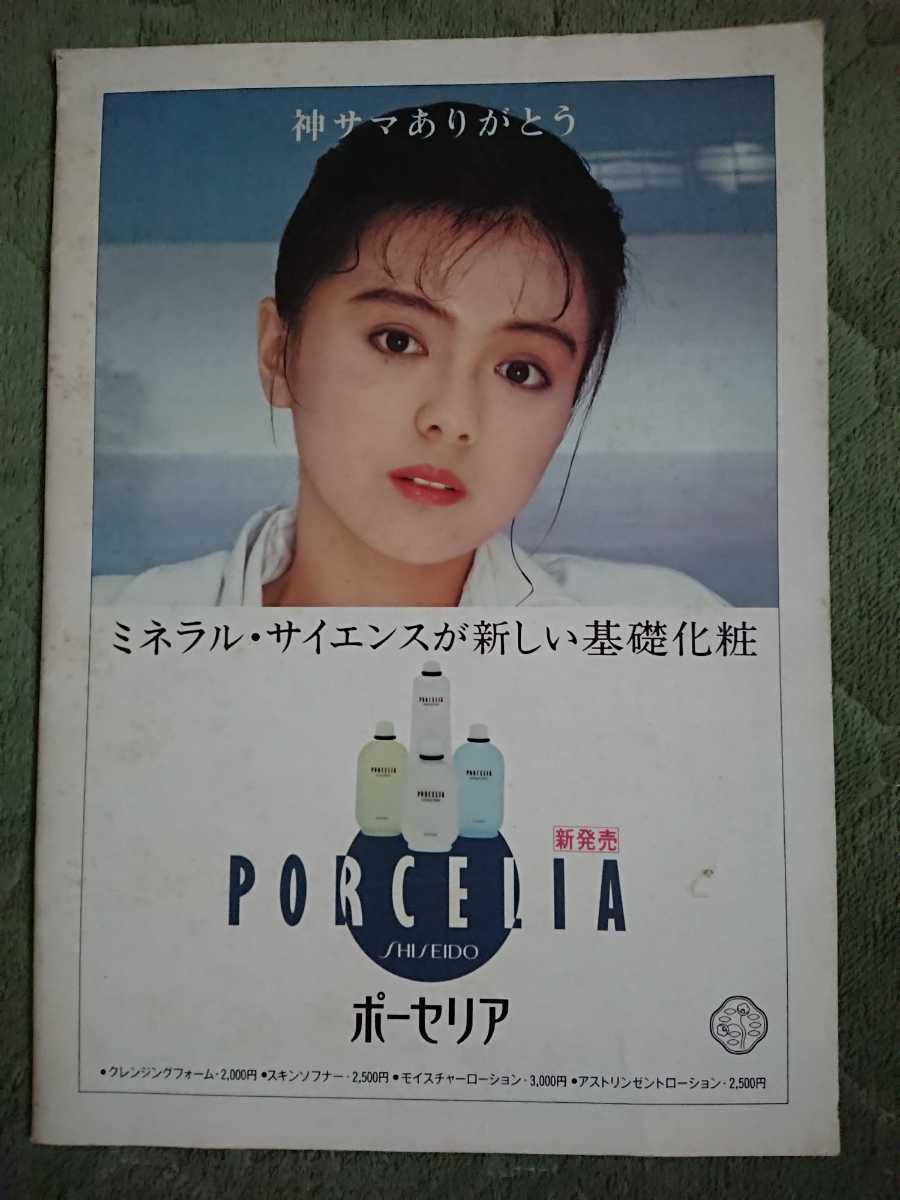 神サマありがとう
ミネラル・サイエンスが新しい基礎化粧
PORCELIA
PORCELIA
PORCELIA
PORCELIA
新発売
PORCELIA
SHISEIDO
ポーセリア
•クレンジングフォーム・2,000円 •スキンソフナー・2,500円 •モイスチャーローション・3,000円 •アストリンゼントローション・2,500円